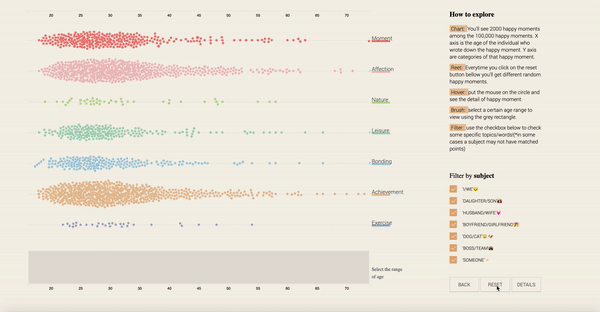 20 25 30 35 40 45 50 55 60 65 70
Moment
Affection
Nature
Leisure
Bonding
Achievement
Exercise
Select the range
of age
20 25 30 35 40 45 50 55 60 65 70
How to explore
Chart: You'll see 2000 happy moments
among the 100,000 happy moments. X
axis is the age of the individual who
wrote down the happy moment. Y axis
are categories of that happy moment.
Reet: Everytime you click on the reset
button bellow you'll get different random
happy moments.
Hover: put the mouse on the circle and
see the detail of happy moment
Brush: select a certain age range to
view using the grey rectangle.
Filter: use the checkbox below to check
some specific topics/words(*in some
cases a subject may not have matched
points)
Filter by subject
'I/WE'
'DAUGHTER/SON'
'HUSBAND/WIFE'
'BOYFRIEND/GIRLFRIEND'
'DOG/CAT'
'BOSS/TEAM'
'SOMEONE'
BACK RESET DETAILS